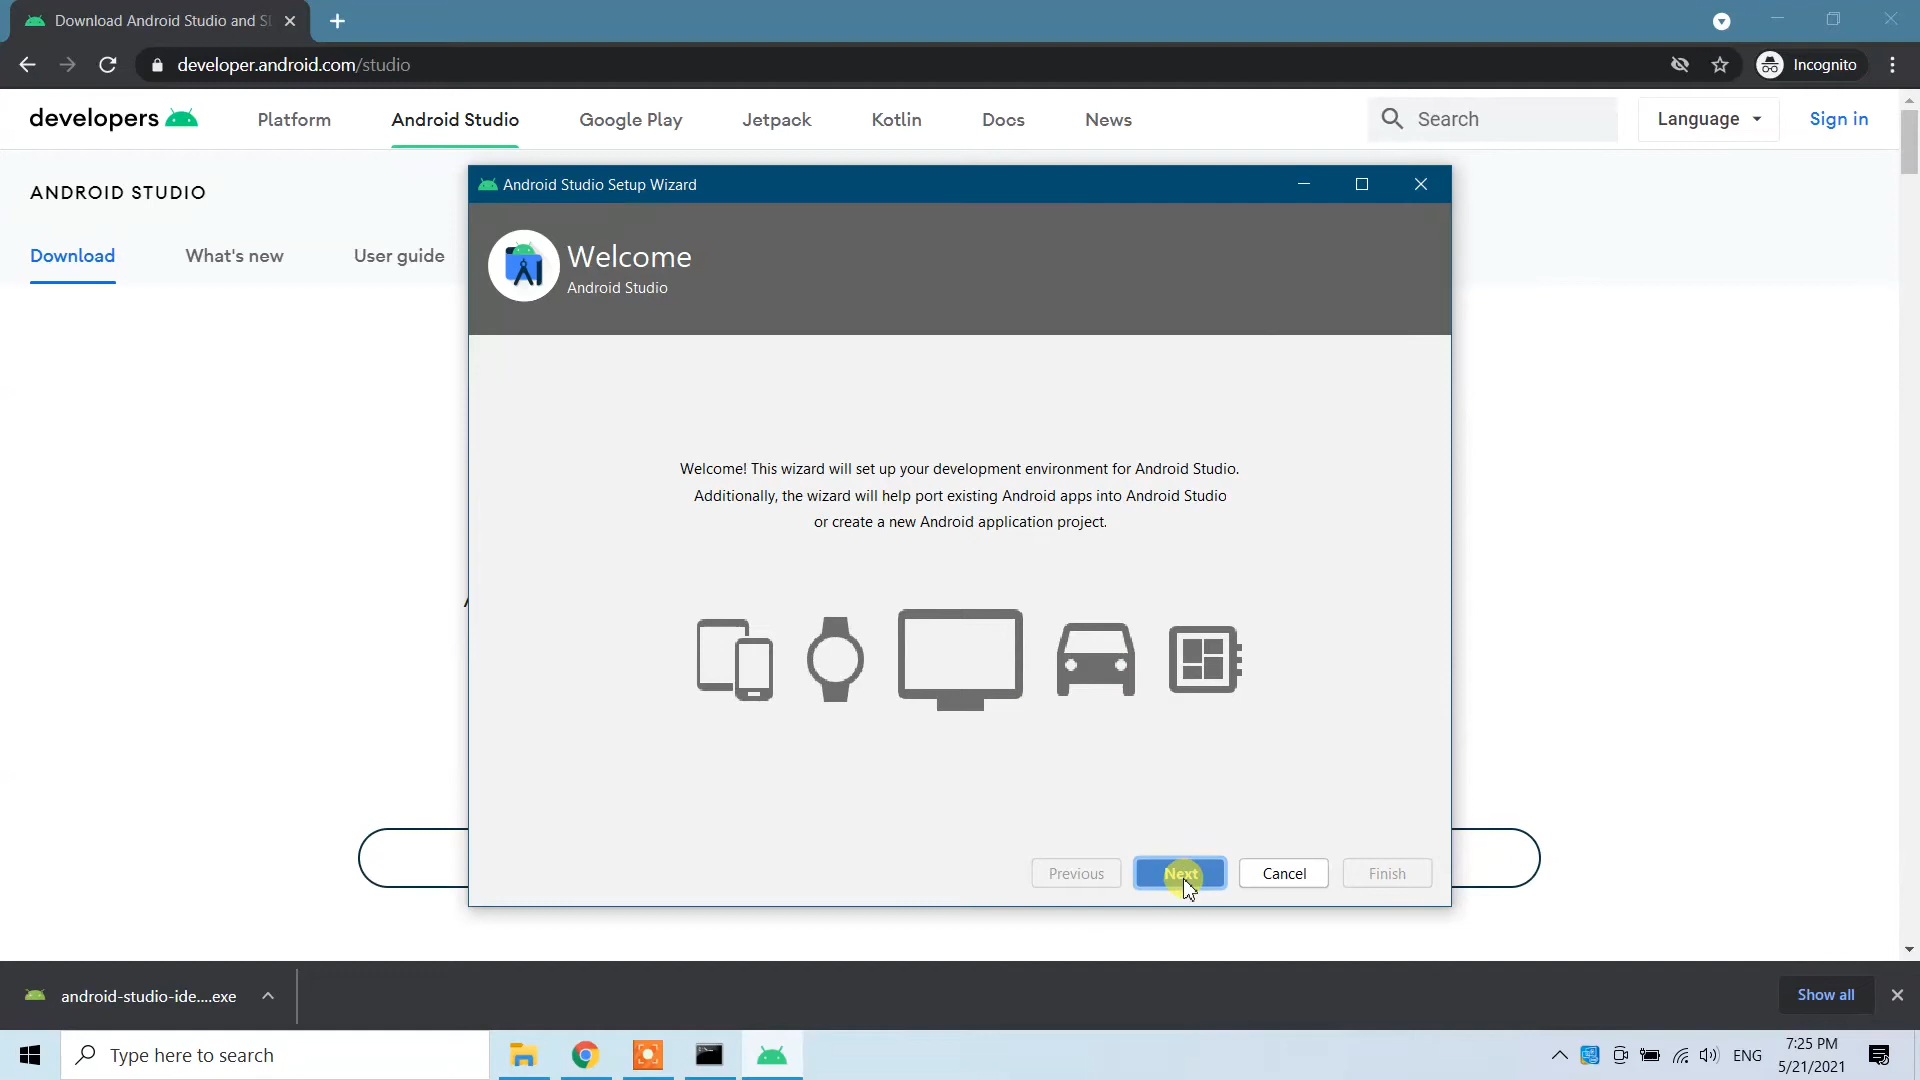 Download Android Studio and S
developer.android.com/studio
Incognito
developers
Platform
Android Studio
Google Play
Jetpack
Kotlin
Docs
News
Search
Language
Sign in
ANDROID STUDIO
Download
What's new
User guide
Android Studio Setup Wizard
Welcome
Android Studio
Welcome! This wizard will set up your development environment for Android Studio.
Additionally, the wizard will help port existing Android apps into Android Studio
or create a new Android application project.
Previous
Next
Cancel
Finish
android-studio-ide....exe
Show all
Type here to search
ENG
7:25 PM
5/21/2021